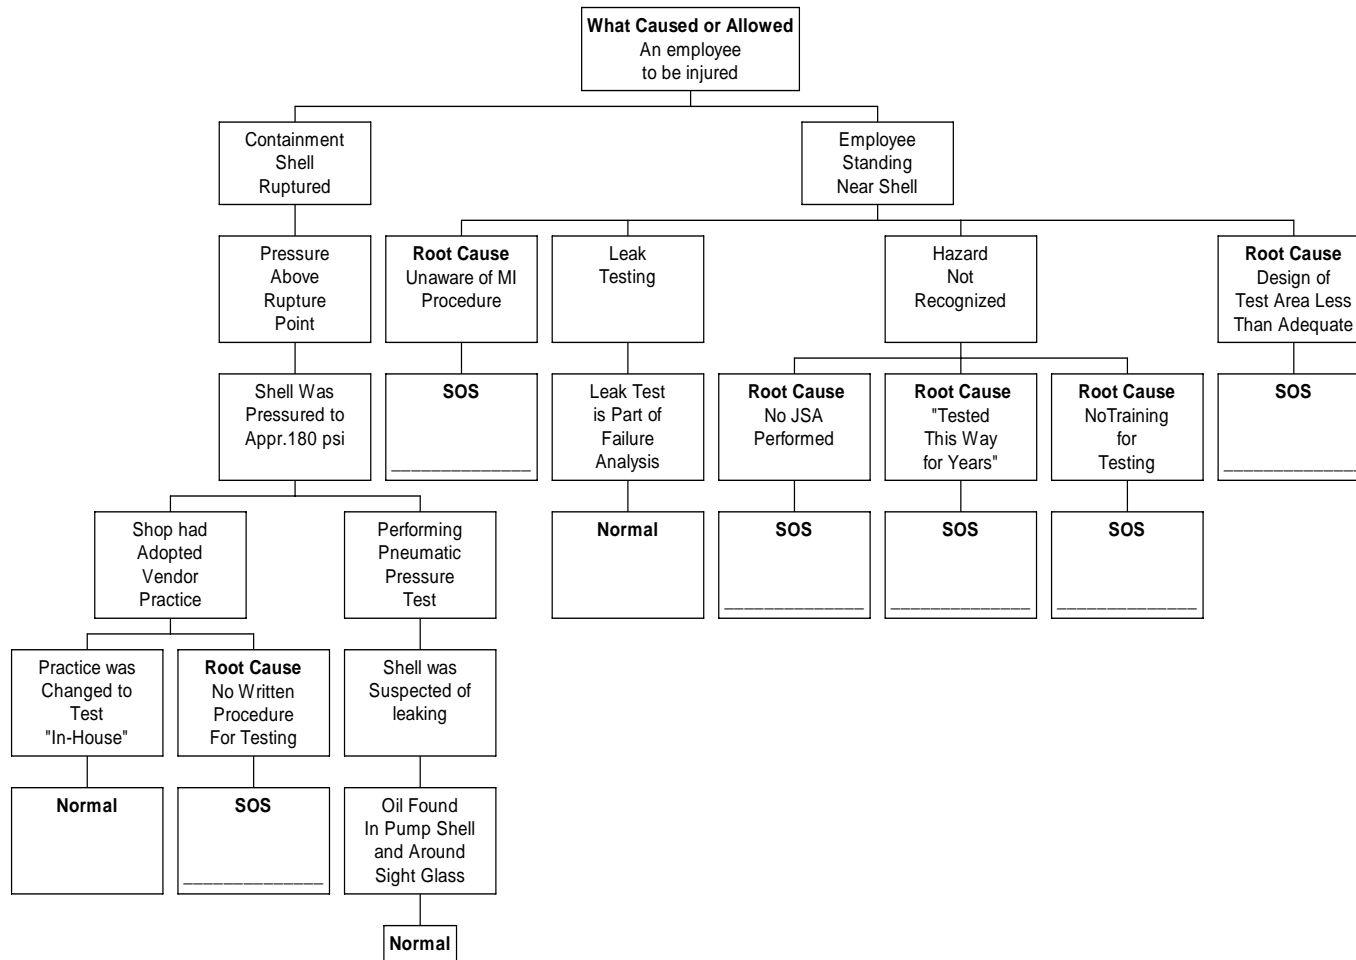 What Caused or Allowed
An employee
to be injured
Containment
Shell
Ruptured
Employee
Standing
Near Shell
Pressure
Above
Rupture
Point
Root Cause
Unaware of MI
Procedure
Leak
Testing
Hazard
Not
Recognized
Root Cause
Design of
Test Area Less
Than Adequate
Shell Was
Pressured to
Appr.180 psi
SOS
______________
Leak Test
is Part of
Failure
Analysis
Root Cause
No JSA
Performed
Root Cause
"Tested
This Way
for Years"
Root Cause
NoTraining
for
Testing
SOS
______________
Shop had
Adopted
Vendor
Practice
Performing
Pneumatic
Pressure
Test
Normal
SOS
______________
SOS
______________
SOS
______________
Practice was
Changed to
Test
"In-House"
Root Cause
No Written
Procedure
For Testing
Shell was
Suspected of
leaking
Normal
SOS
______________
Oil Found
In Pump Shell
and Around
Sight Glass
Normal